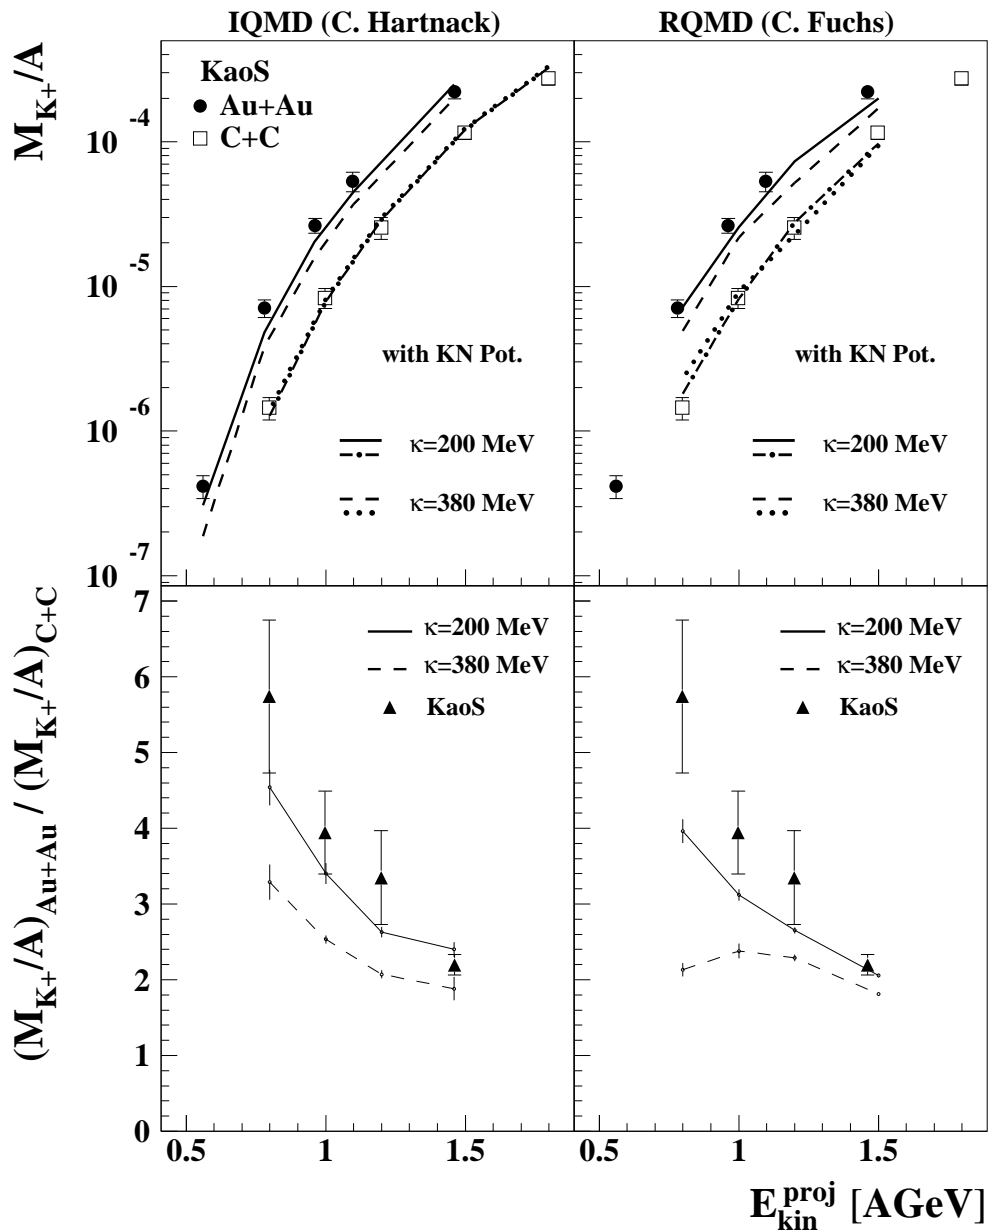 IQMD (C. Hartnack) RQMD (C. Fuchs)
M_{K+}/A
KaoS
Au+Au
C+C
10^{-4}
10^{-5}
10^{-6}
10^{-7}
with KN Pot.
κ=200 MeV
κ=380 MeV
with KN Pot.
κ=200 MeV
κ=380 MeV
(M_{K+}/A)_{Au+Au} / (M_{K+}/A)_{C+C}
7
6
5
4
3
2
1
0
κ=200 MeV
κ=380 MeV
KaoS
κ=200 MeV
κ=380 MeV
KaoS
0.5 1 1.5 0.5 1 1.5
E_{kin}^{proj} [AGeV]